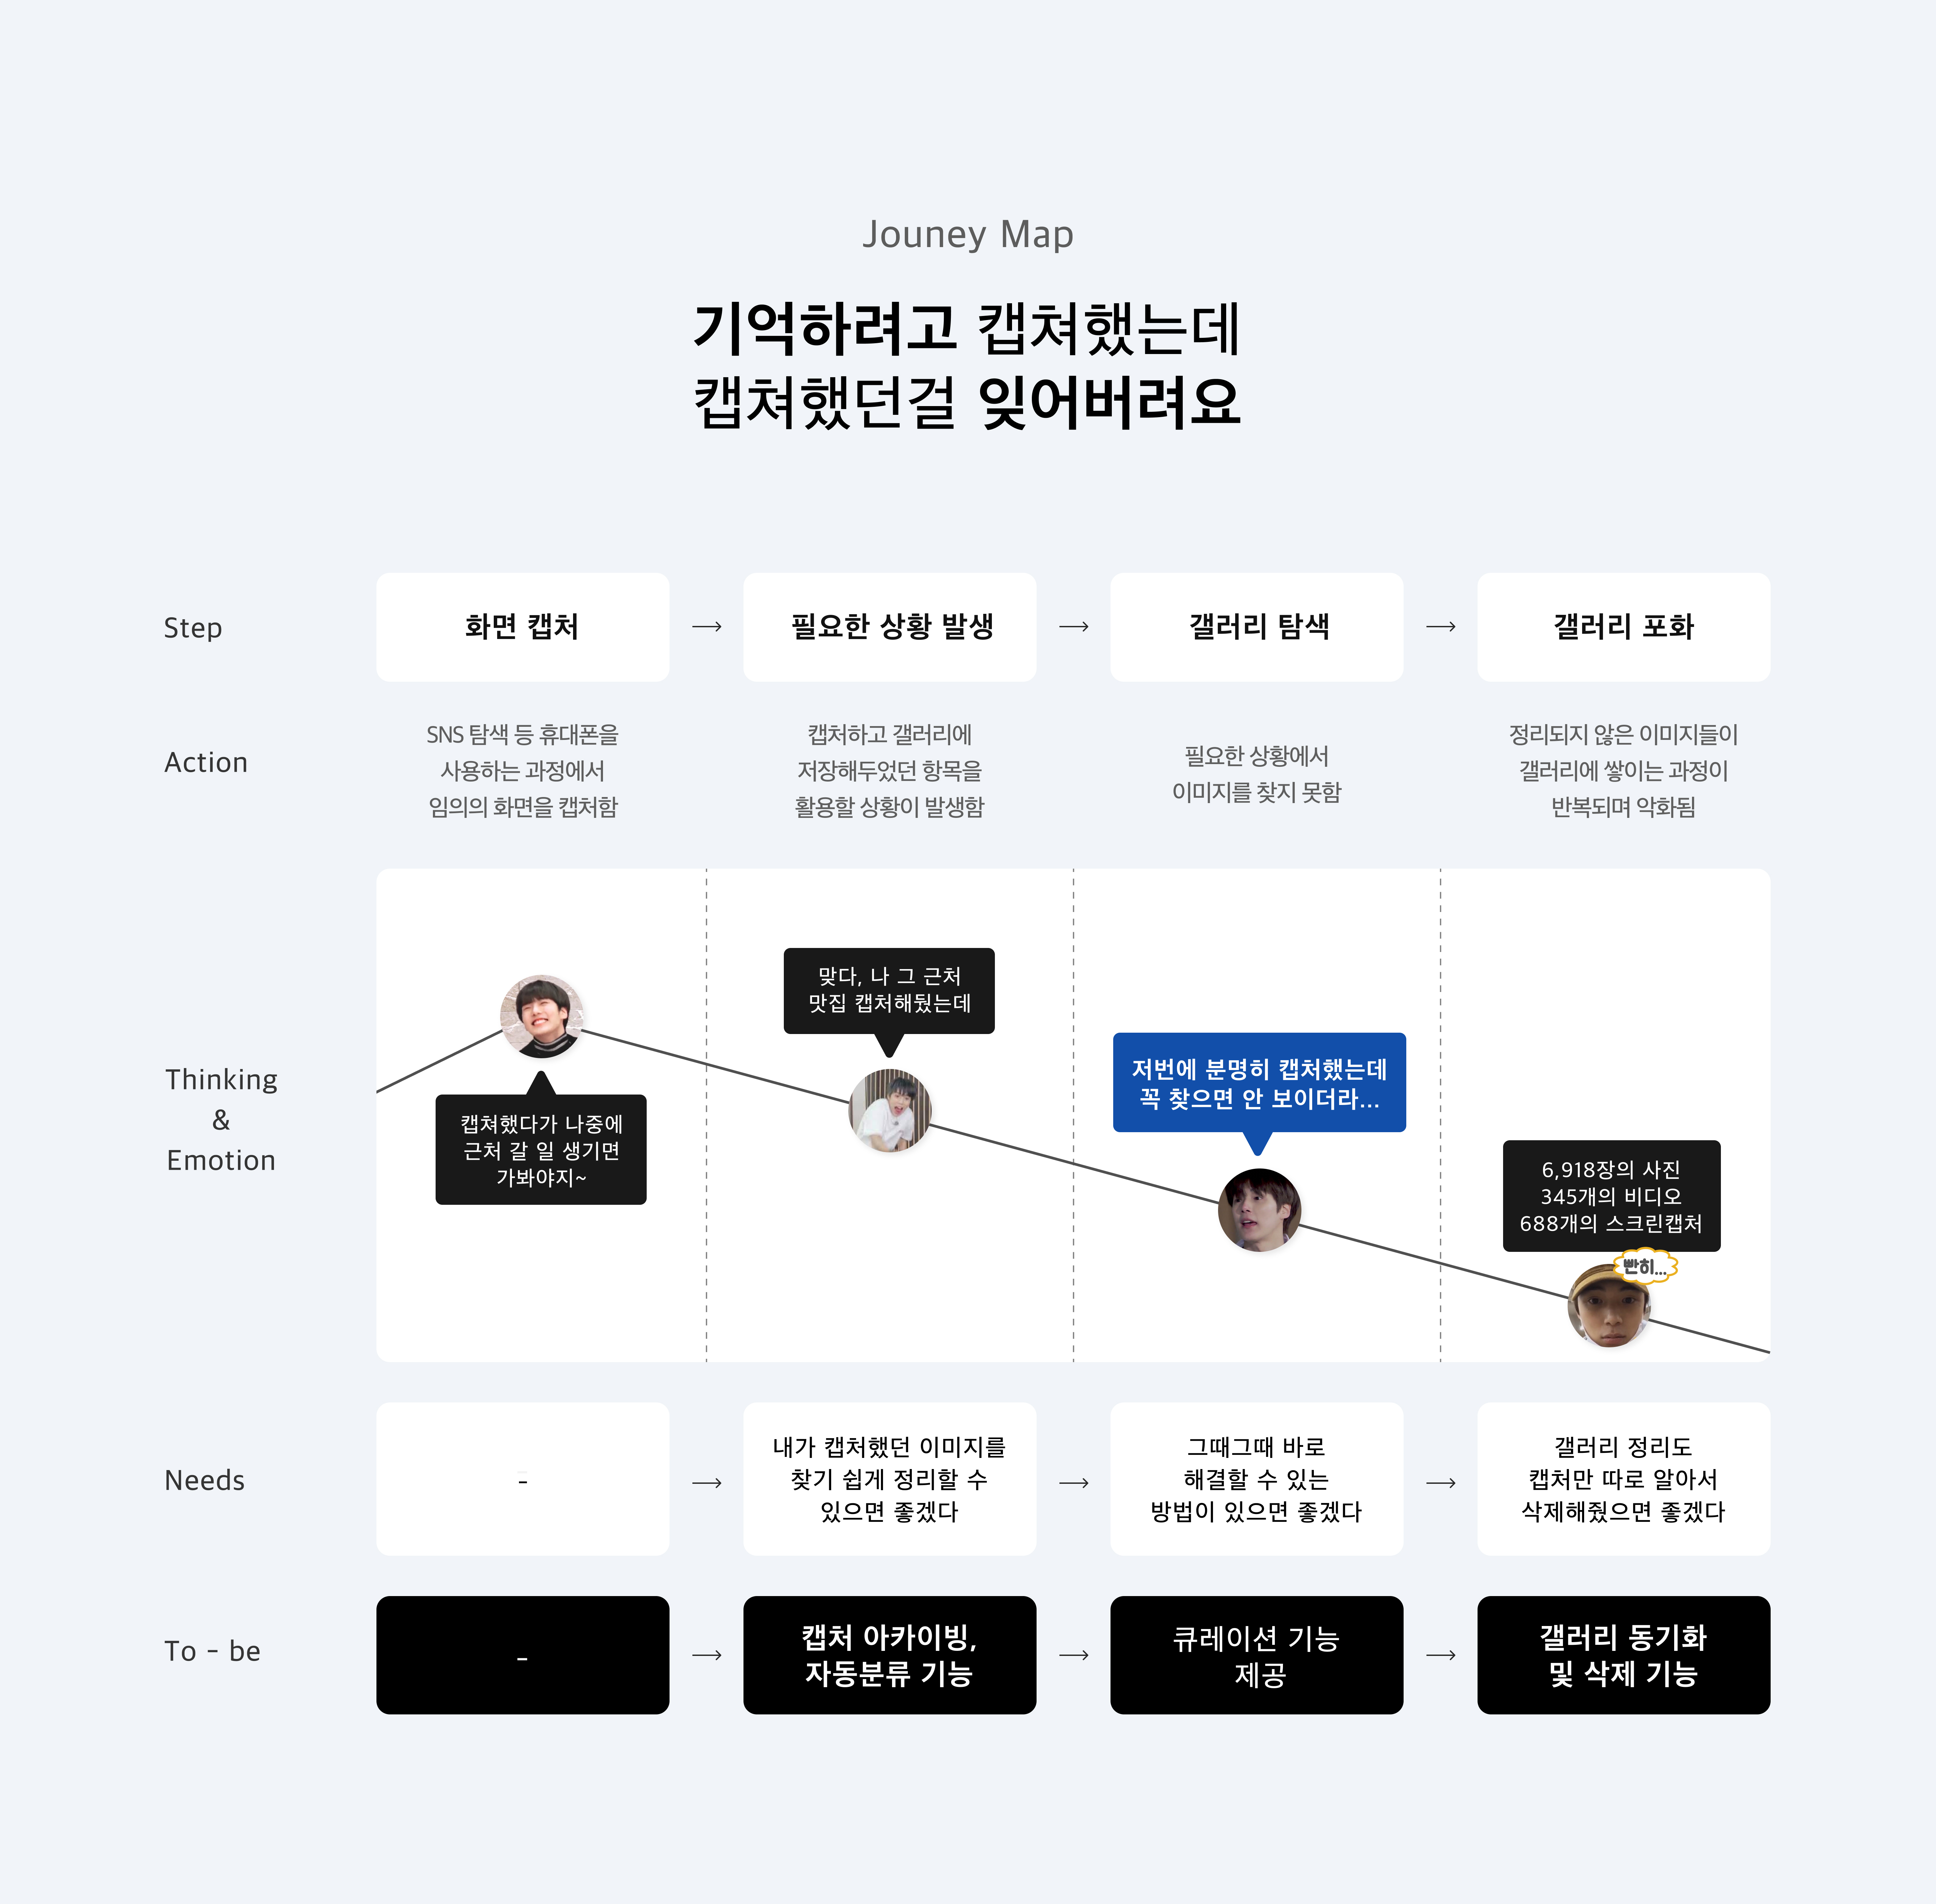 Jouney Map
기억하려고 캡쳐했는데
캡쳐했던걸 잊어버려요
Step
화면 캡처
→
필요한 상황 발생
→
갤러리 탐색
→
갤러리 포화
Action
SNS 탐색 등 휴대폰을
사용하는 과정에서
임의의 화면을 캡처함
캡처하고 갤러리에
저장해두었던 항목을
활용할 상황이 발생함
필요한 상황에서
이미지를 찾지 못함
정리되지 않은 이미지들이
갤러리에 쌓이는 과정이
반복되며 악화됨
Thinking
&
Emotion
캡쳐했다가 나중에
근처 갈 일 생기면
가봐야지~
맞다, 나 그 근처
맛집 캡처해뒀는데
저번에 분명히 캡처했는데
꼭 찾으면 안 보이더라...
6,918장의 사진
345개의 비디오
688개의 스크린캡처
빤히...
Needs
-
→
내가 캡처했던 이미지를
찾기 쉽게 정리할 수
있으면 좋겠다
→
그때그때 바로
해결할 수 있는
방법이 있으면 좋겠다
→
갤러리 정리도
캡처만 따로 알아서
삭제해줬으면 좋겠다
To - be
-
→
캡처 아카이빙,
자동분류 기능
→
큐레이션 기능
제공
→
갤러리 동기화
및 삭제 기능